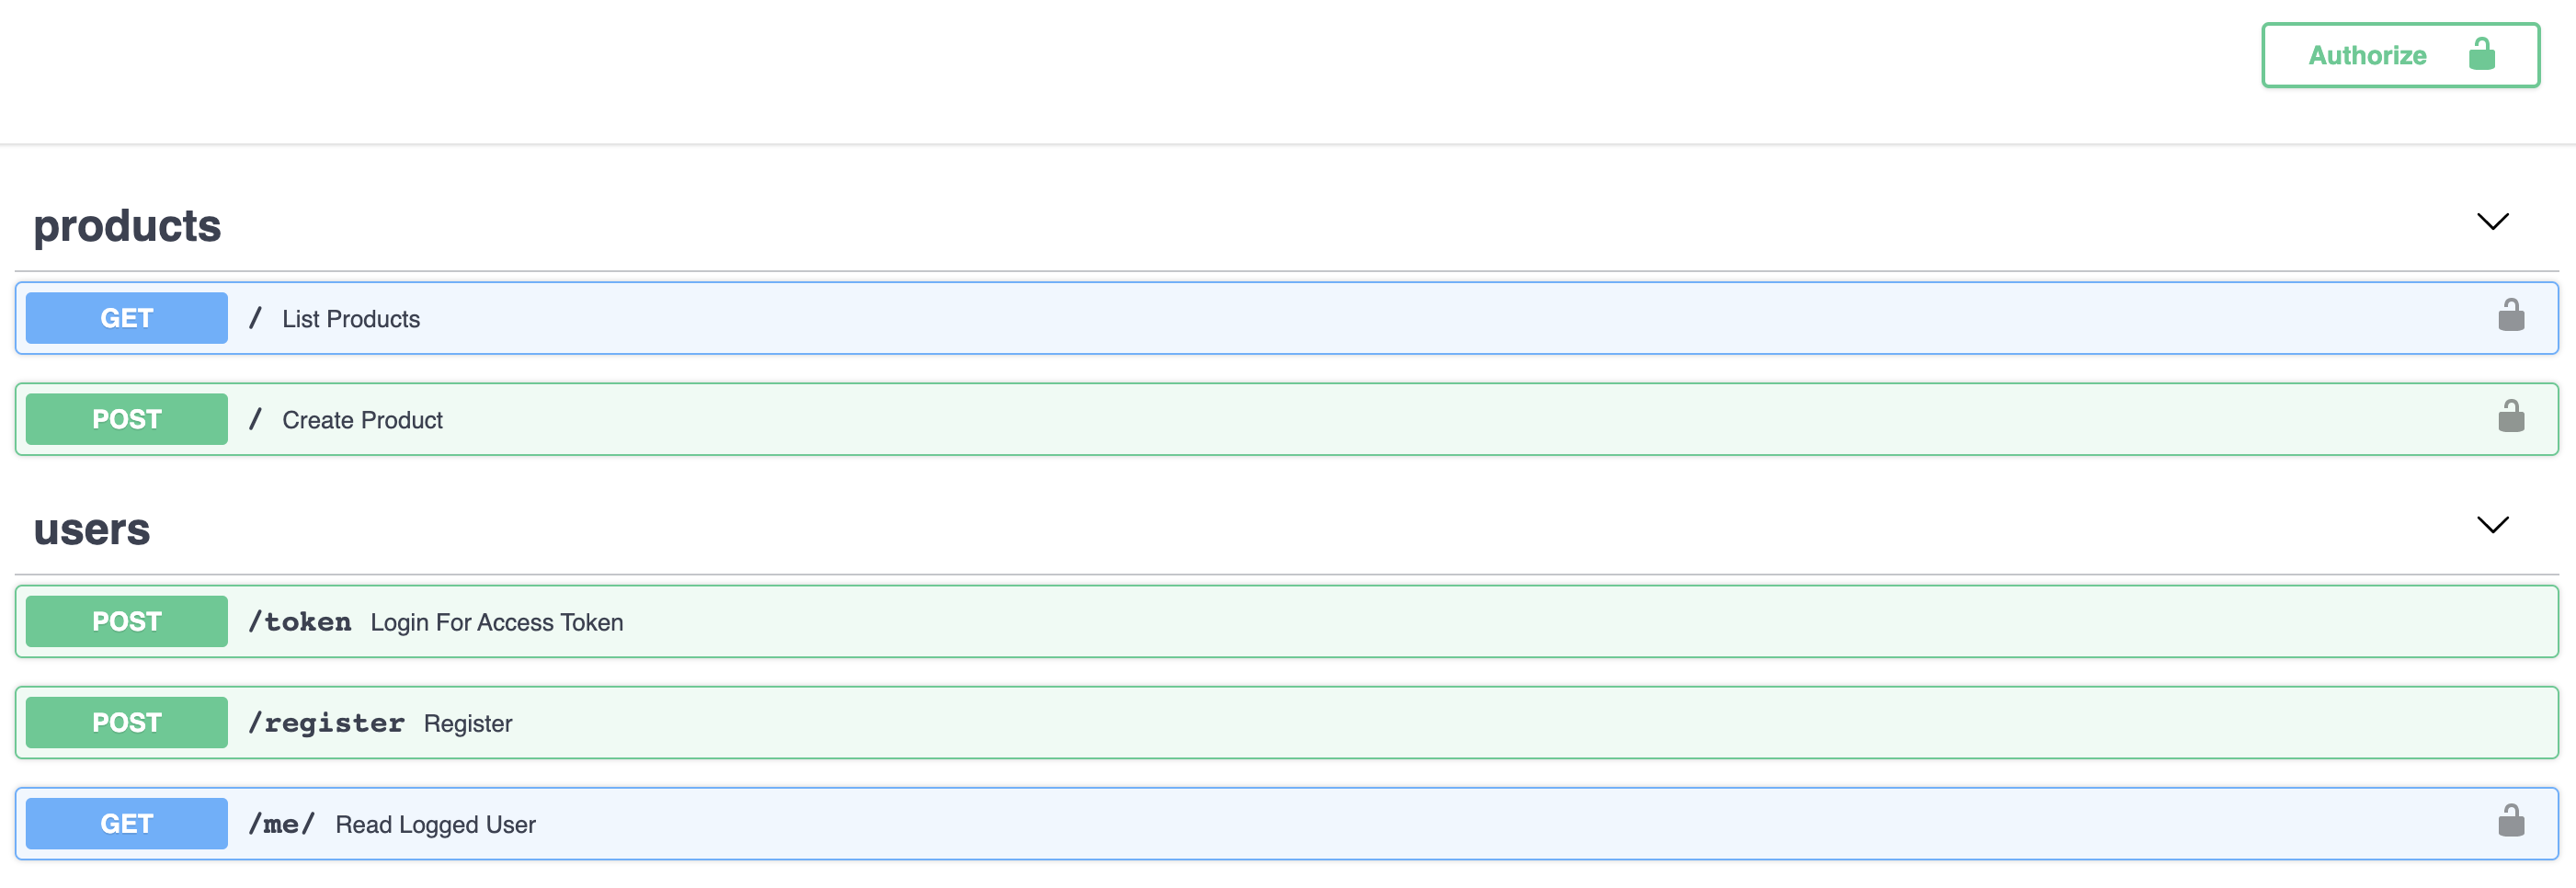 Authorize
products
GET / List Products
POST / Create Product
users
POST /token Login For Access Token
POST /register Register
GET /me/ Read Logged User